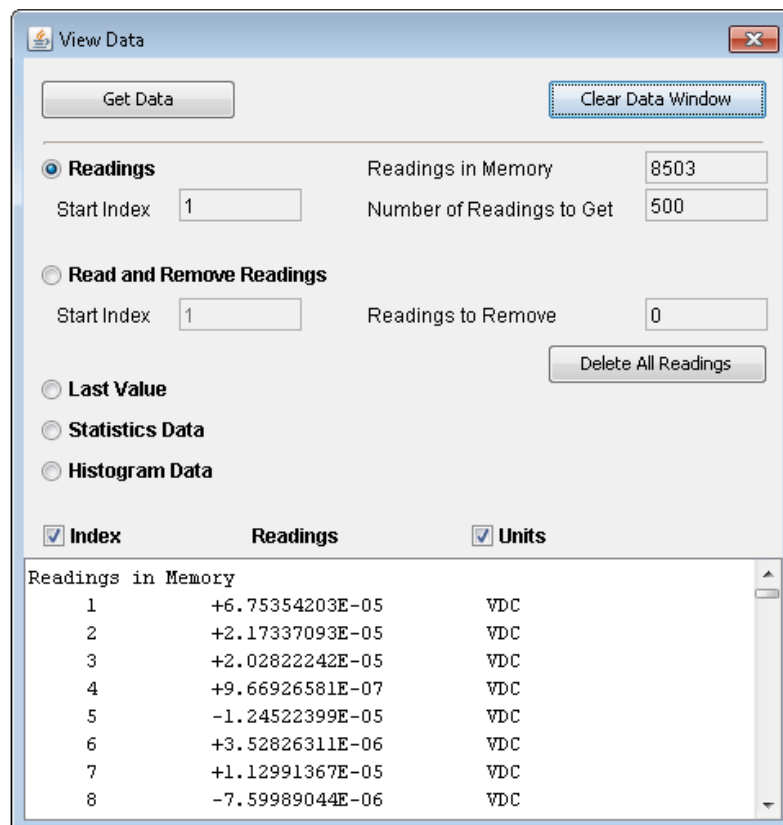 View Data
Get Data Clear Data Window
Readings Readings in Memory 8503
Start Index 1 Number of Readings to Get 500
Read and Remove Readings
Start Index 1 Readings to Remove 0
Delete All Readings
Last Value
Statistics Data
Histogram Data
Index Readings Units
Readings in Memory
1 +6.75354203E-05 VDC
2 +2.17337093E-05 VDC
3 +2.02822242E-05 VDC
4 +9.66926581E-07 VDC
5 -1.24522399E-05 VDC
6 +3.52826311E-06 VDC
7 +1.12991367E-05 VDC
8 -7.59989044E-06 VDC